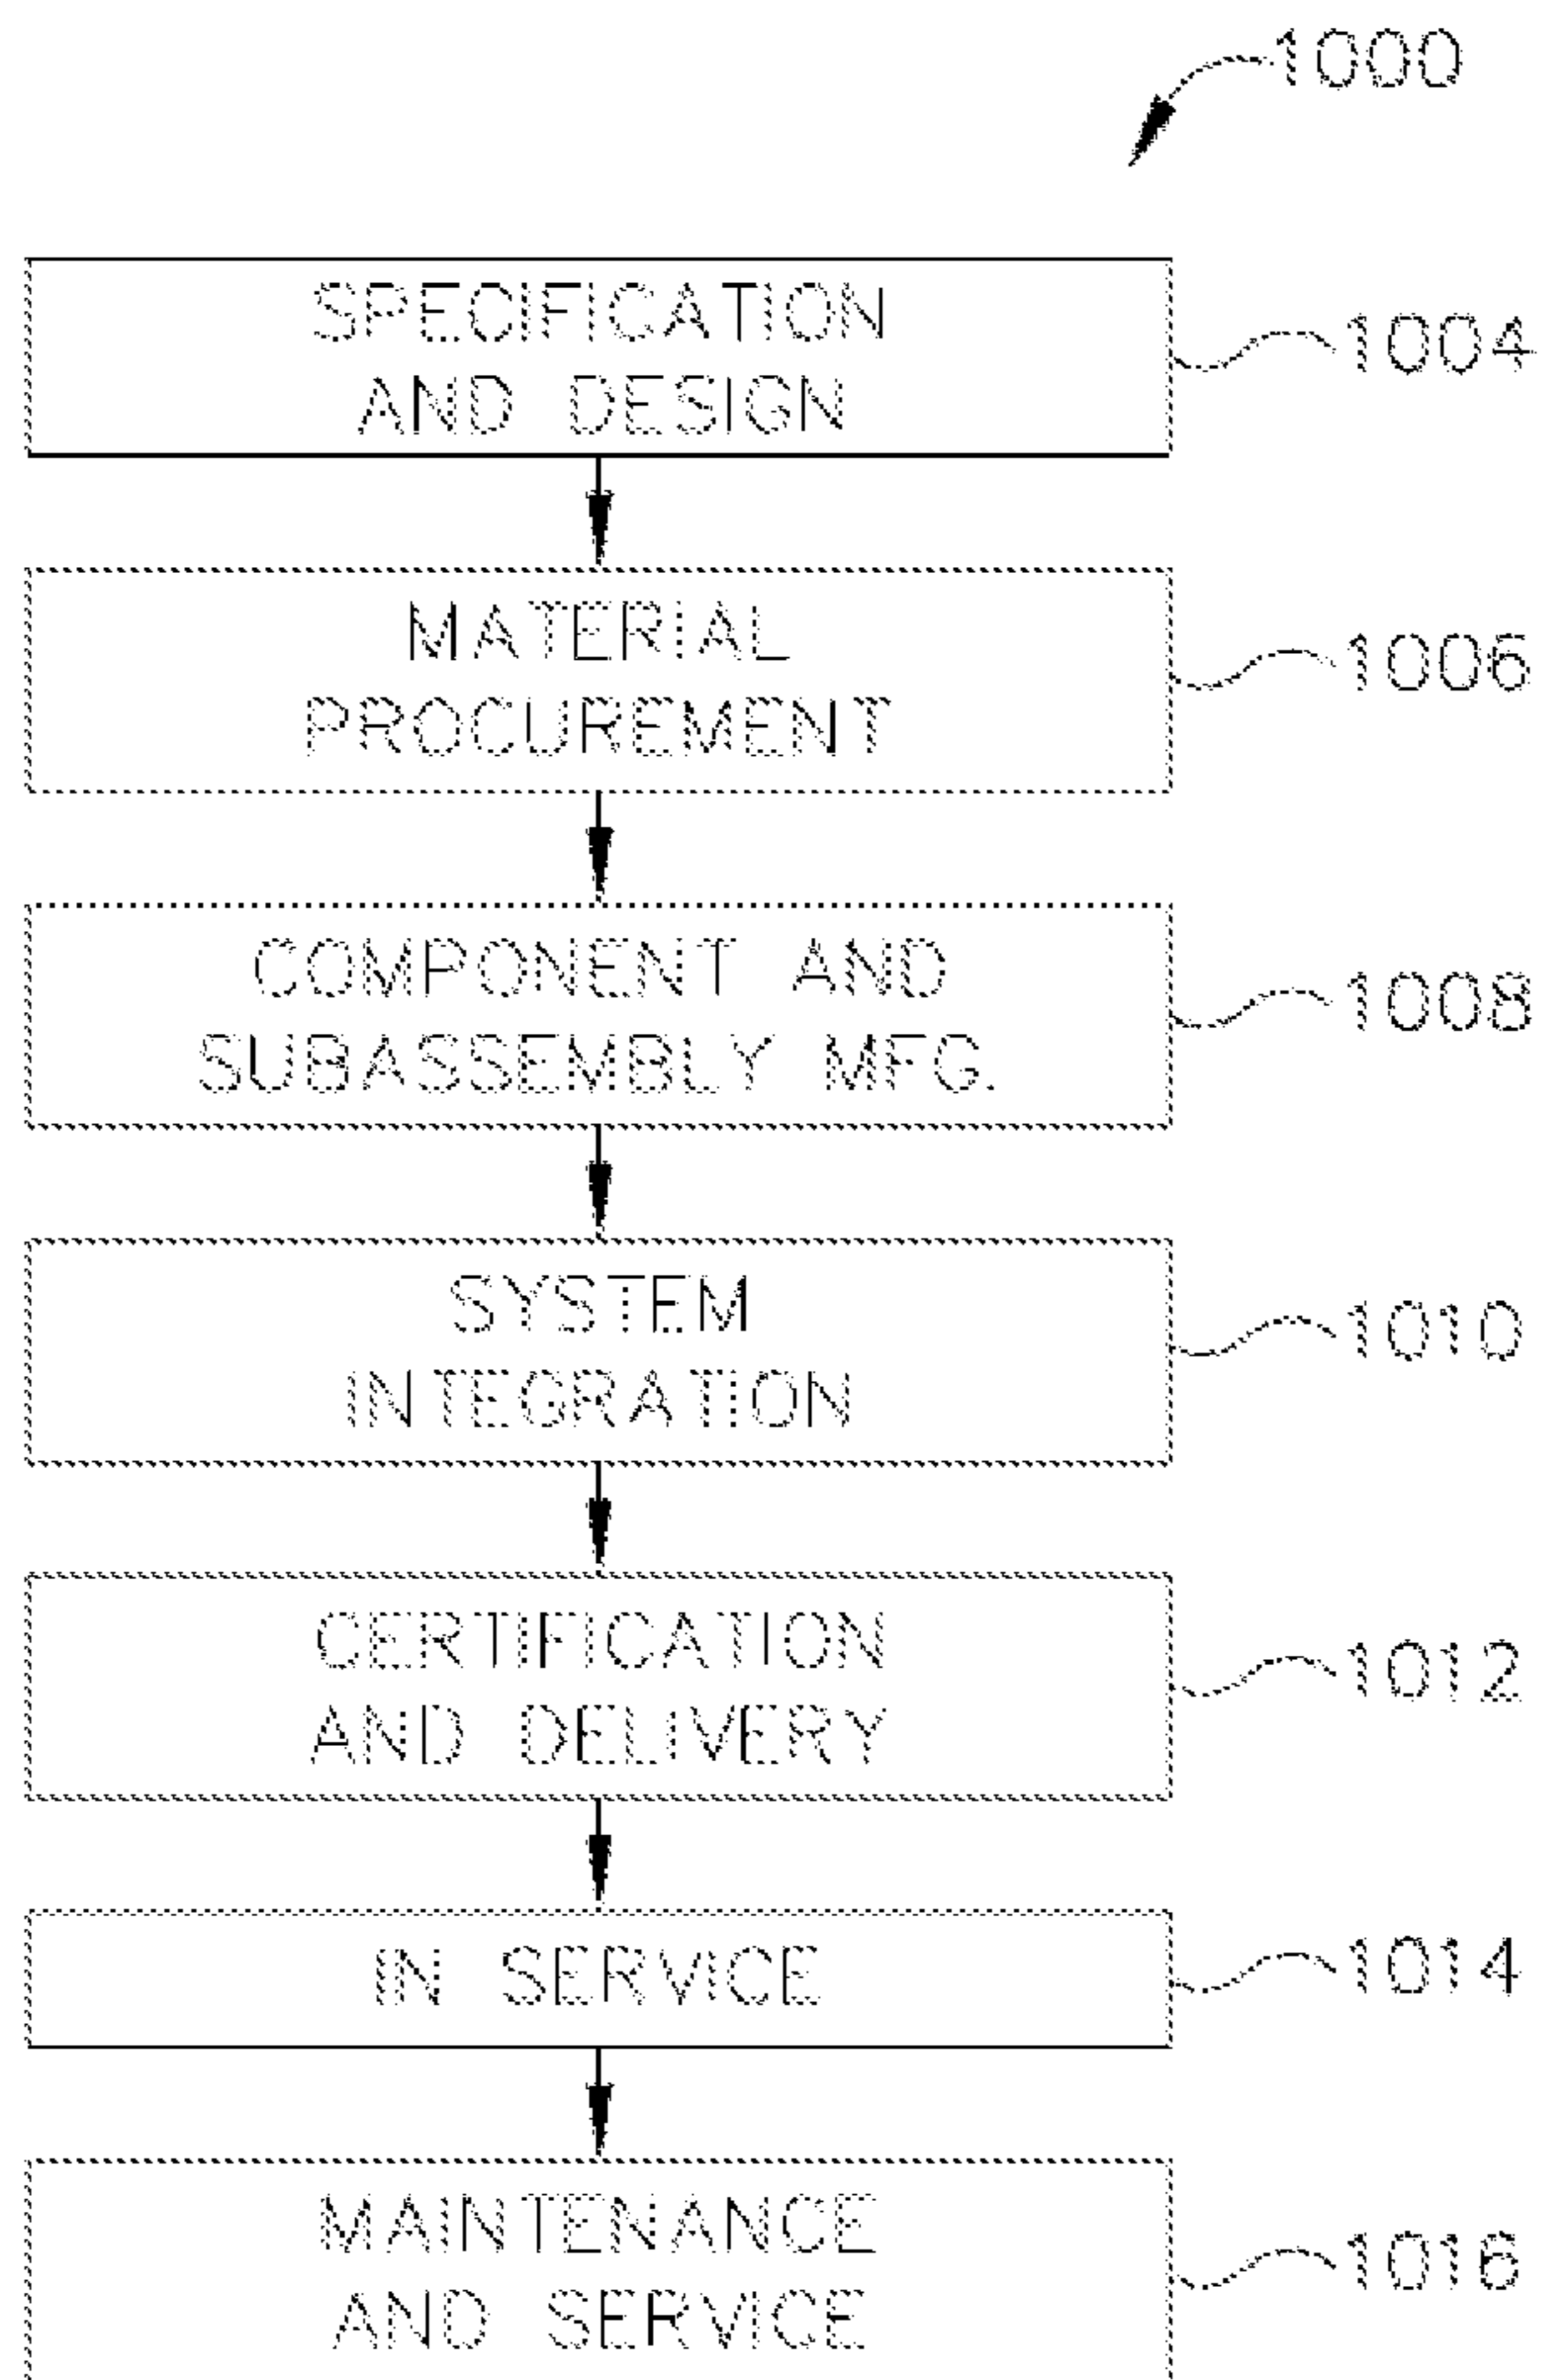 1000
SPECIFICATION
AND DESIGN
1004
MATERIAL
PROCUREMENT
1006
COMPONENT AND
SUBASSEMBLY MFG.
1008
SYSTEM
INTEGRATION
1010
CERTIFICATION
AND DELIVERY
1012
IN SERVICE
1014
MAINTENANCE
AND SERVICE
1016